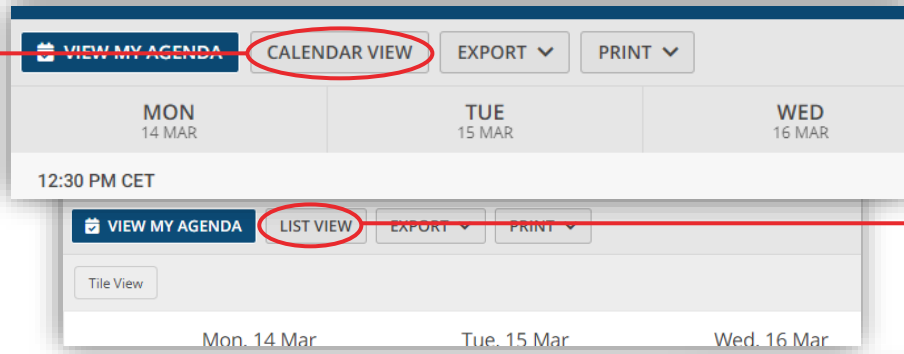 VIEW MY AGENDA CALENDAR VIEW EXPORT PRINT
MON TUE WED
14 MAR 15 MAR 16 MAR
12:30 PM CET
VIEW MY AGENDA LIST VIEW EXPORT PRINT
Tile View
Mon. 14 Mar Tue. 15 Mar Wed. 16 Mar